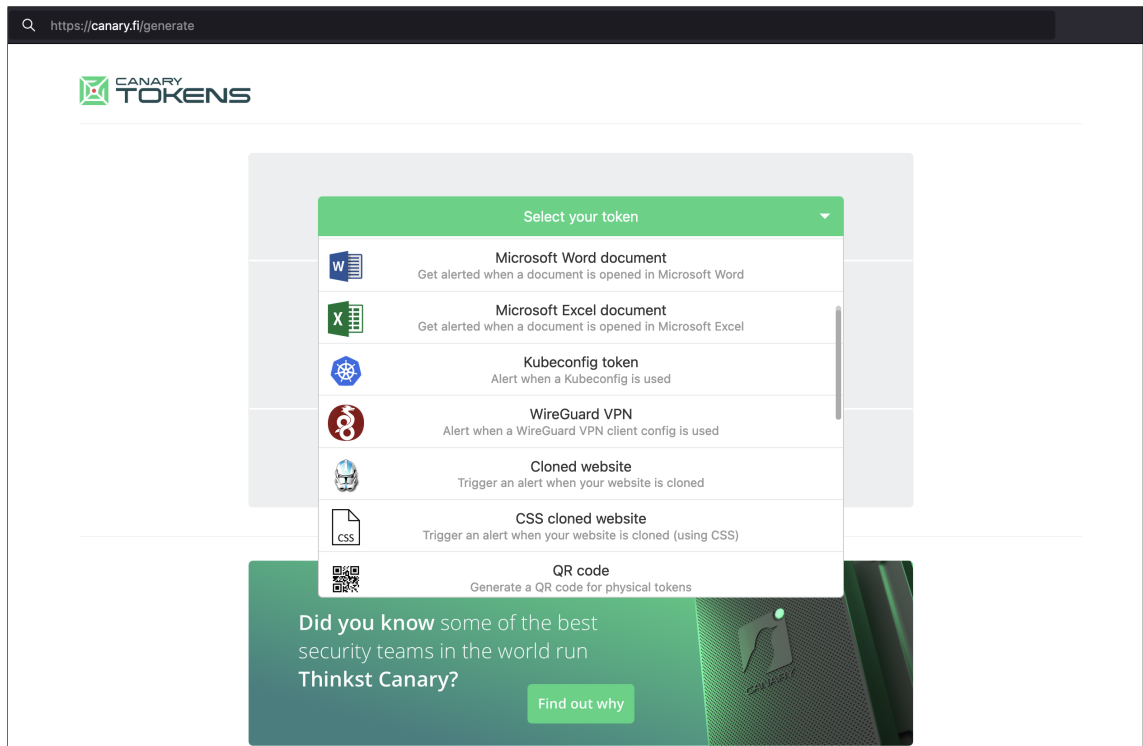 https://canary.fi/generate
CANARY
TOKENS
Select your token
Microsoft Word document
Get alerted when a document is opened in Microsoft Word
Microsoft Excel document
Get alerted when a document is opened in Microsoft Excel
Kubeconfig token
Alert when a Kubeconfig is used
WireGuard VPN
Alert when a WireGuard VPN client config is used
Cloned website
Trigger an alert when your website is cloned
CSS cloned website
CSS
Trigger an alert when your website is cloned (using CSS)
QR code
Generate a QR code for physical tokens
Did you know some of the best
security teams in the world run
Thinkst Canary?
Find out why
CANARY